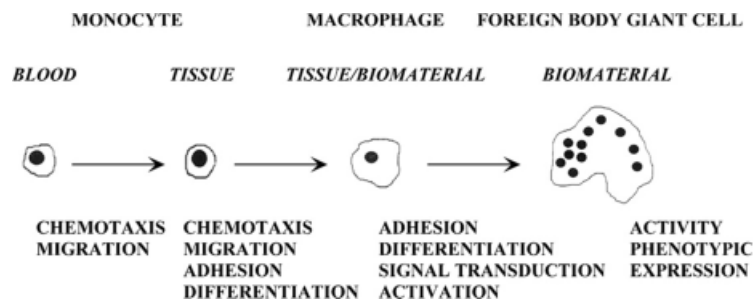 MONOCYTE MACROPHAGE FOREIGN BODY GIANT CELL
BLOOD TISSUE TISSUE/BIOMATERIAL BIOMATERIAL
CHEMOTAXIS CHEMOTAXIS ADHESION ACTIVITY
MIGRATION MIGRATION DIFFERENTIATION PHENOTYPIC
ADHESION SIGNAL TRANSDUCTION EXPRESSION
DIFFERENTIATION ACTIVATION